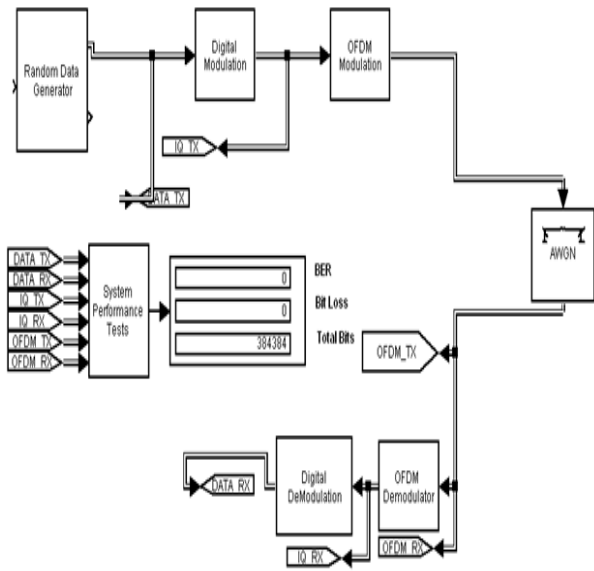 Random Data
Generator
Digital
Modulation
OFDM
Modulation
IQ_TX
DATA_TX
AWGN
DATA_TX
DATA_RX
IQ_TX
IQ_RX
OFDM_TX
OFDM_RX
System
Performance
Tests
0
BER
0
Bit Loss
384384
Total Bits
OFDM_TX
Digital
DeModulation
OFDM
Demodulator
DATA_RX
IQ_RX
OFDM_RX